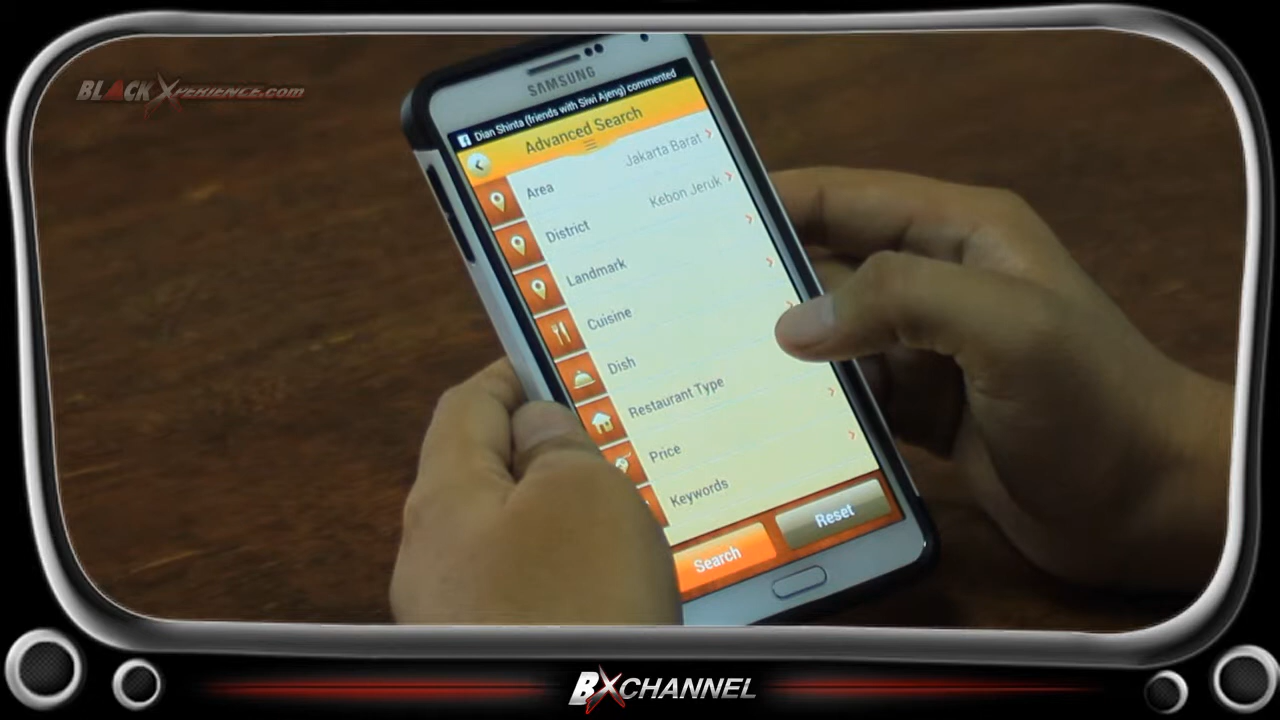 BLACKXPERIENCE.COM
SAMSUNG
Dian Shinta (friends with Siwi Ajeng) commented
Advanced Search
Area Jakarta Barat
District Kebon Jeruk
Landmark
Cuisine
Dish
Restaurant Type
Price
Keywords
Search Reset
BXCHANNEL